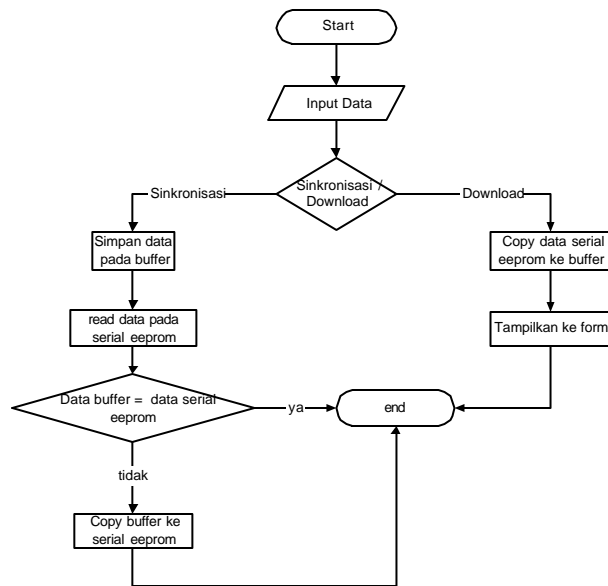 Start
Input Data
Sinkronisasi /
Download
Sinkronisasi
Download
Simpan data
pada buffer
Copy data serial
eeprom ke buffer
read data pada
serial eeprom
Tampilkan ke form
Data buffer = data serial
eeprom
ya
end
tidak
Copy buffer ke
serial eeprom